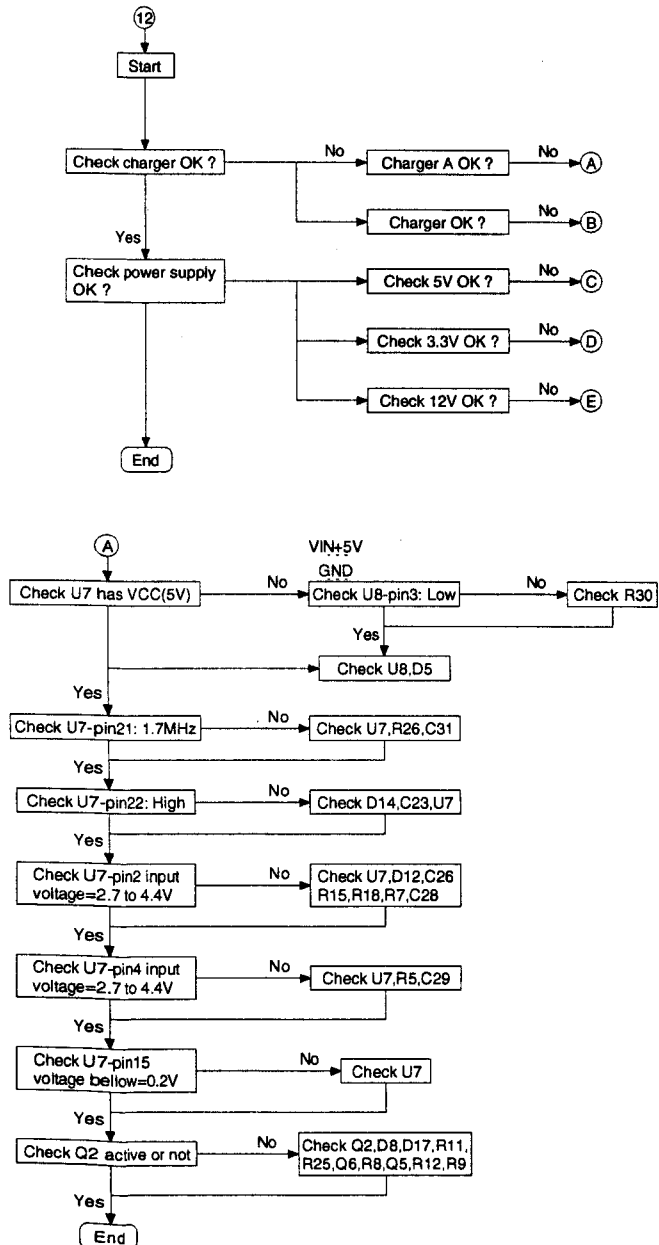 12
Start
Check charger OK ?
No
Charger A OK ?
No
A
Charger OK ?
No
B
Yes
Check power supply
OK ?
Check 5V OK ?
No
C
Check 3.3V OK ?
No
D
Check 12V OK ?
No
E
End
A
VIN+5V
GND
Check U7 has VCC(5V)
No
Check U8-pin3: Low
No
Check R30
Yes
Check U8,D5
Yes
Check U7-pin21: 1.7MHz
No
Check U7,R26,C31
Yes
Check U7-pin22: High
No
Check D14,C23,U7
Yes
Check U7-pin2 input
voltage=2.7 to 4.4V
No
Check U7,D12,C26
R15,R18,R7,C28
Yes
Check U7-pin4 input
voltage=2.7 to 4.4V
No
Check U7,R5,C29
Yes
Check U7-pin15
voltage bellow=0.2V
No
Check U7
Yes
Check Q2 active or not
No
Check Q2,D8,D17,R11,
R25,Q6,R8,Q5,R12,R9
Yes
End